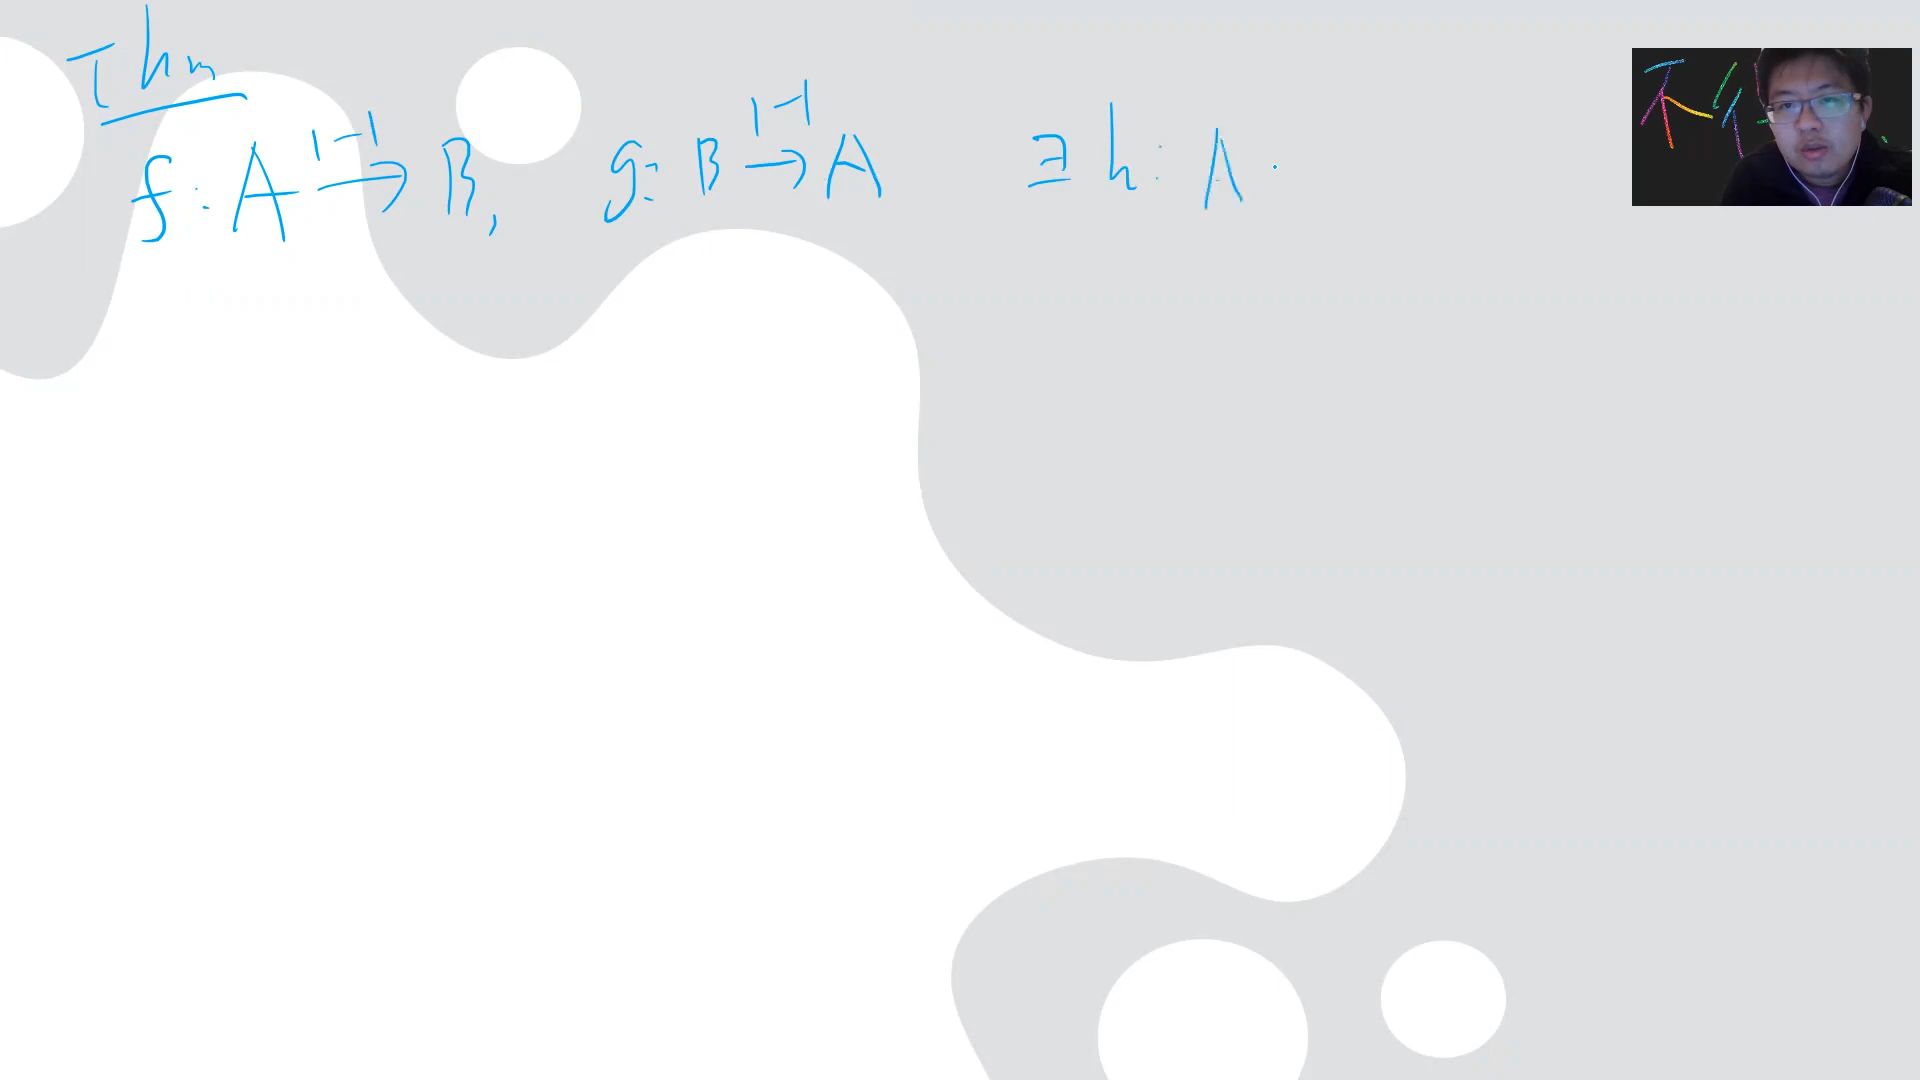 Thm
f: A 1-1→ B, g: B 1-1→ A ∃ h: A